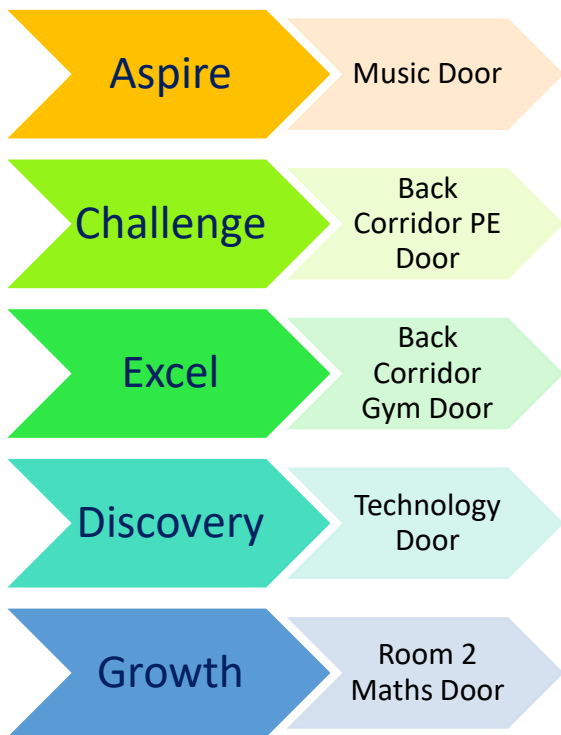 Aspire
Music Door
Challenge
Back
Corridor PE
Door
Excel
Back
Corridor
Gym Door
Discovery
Technology
Door
Growth
Room 2
Maths Door